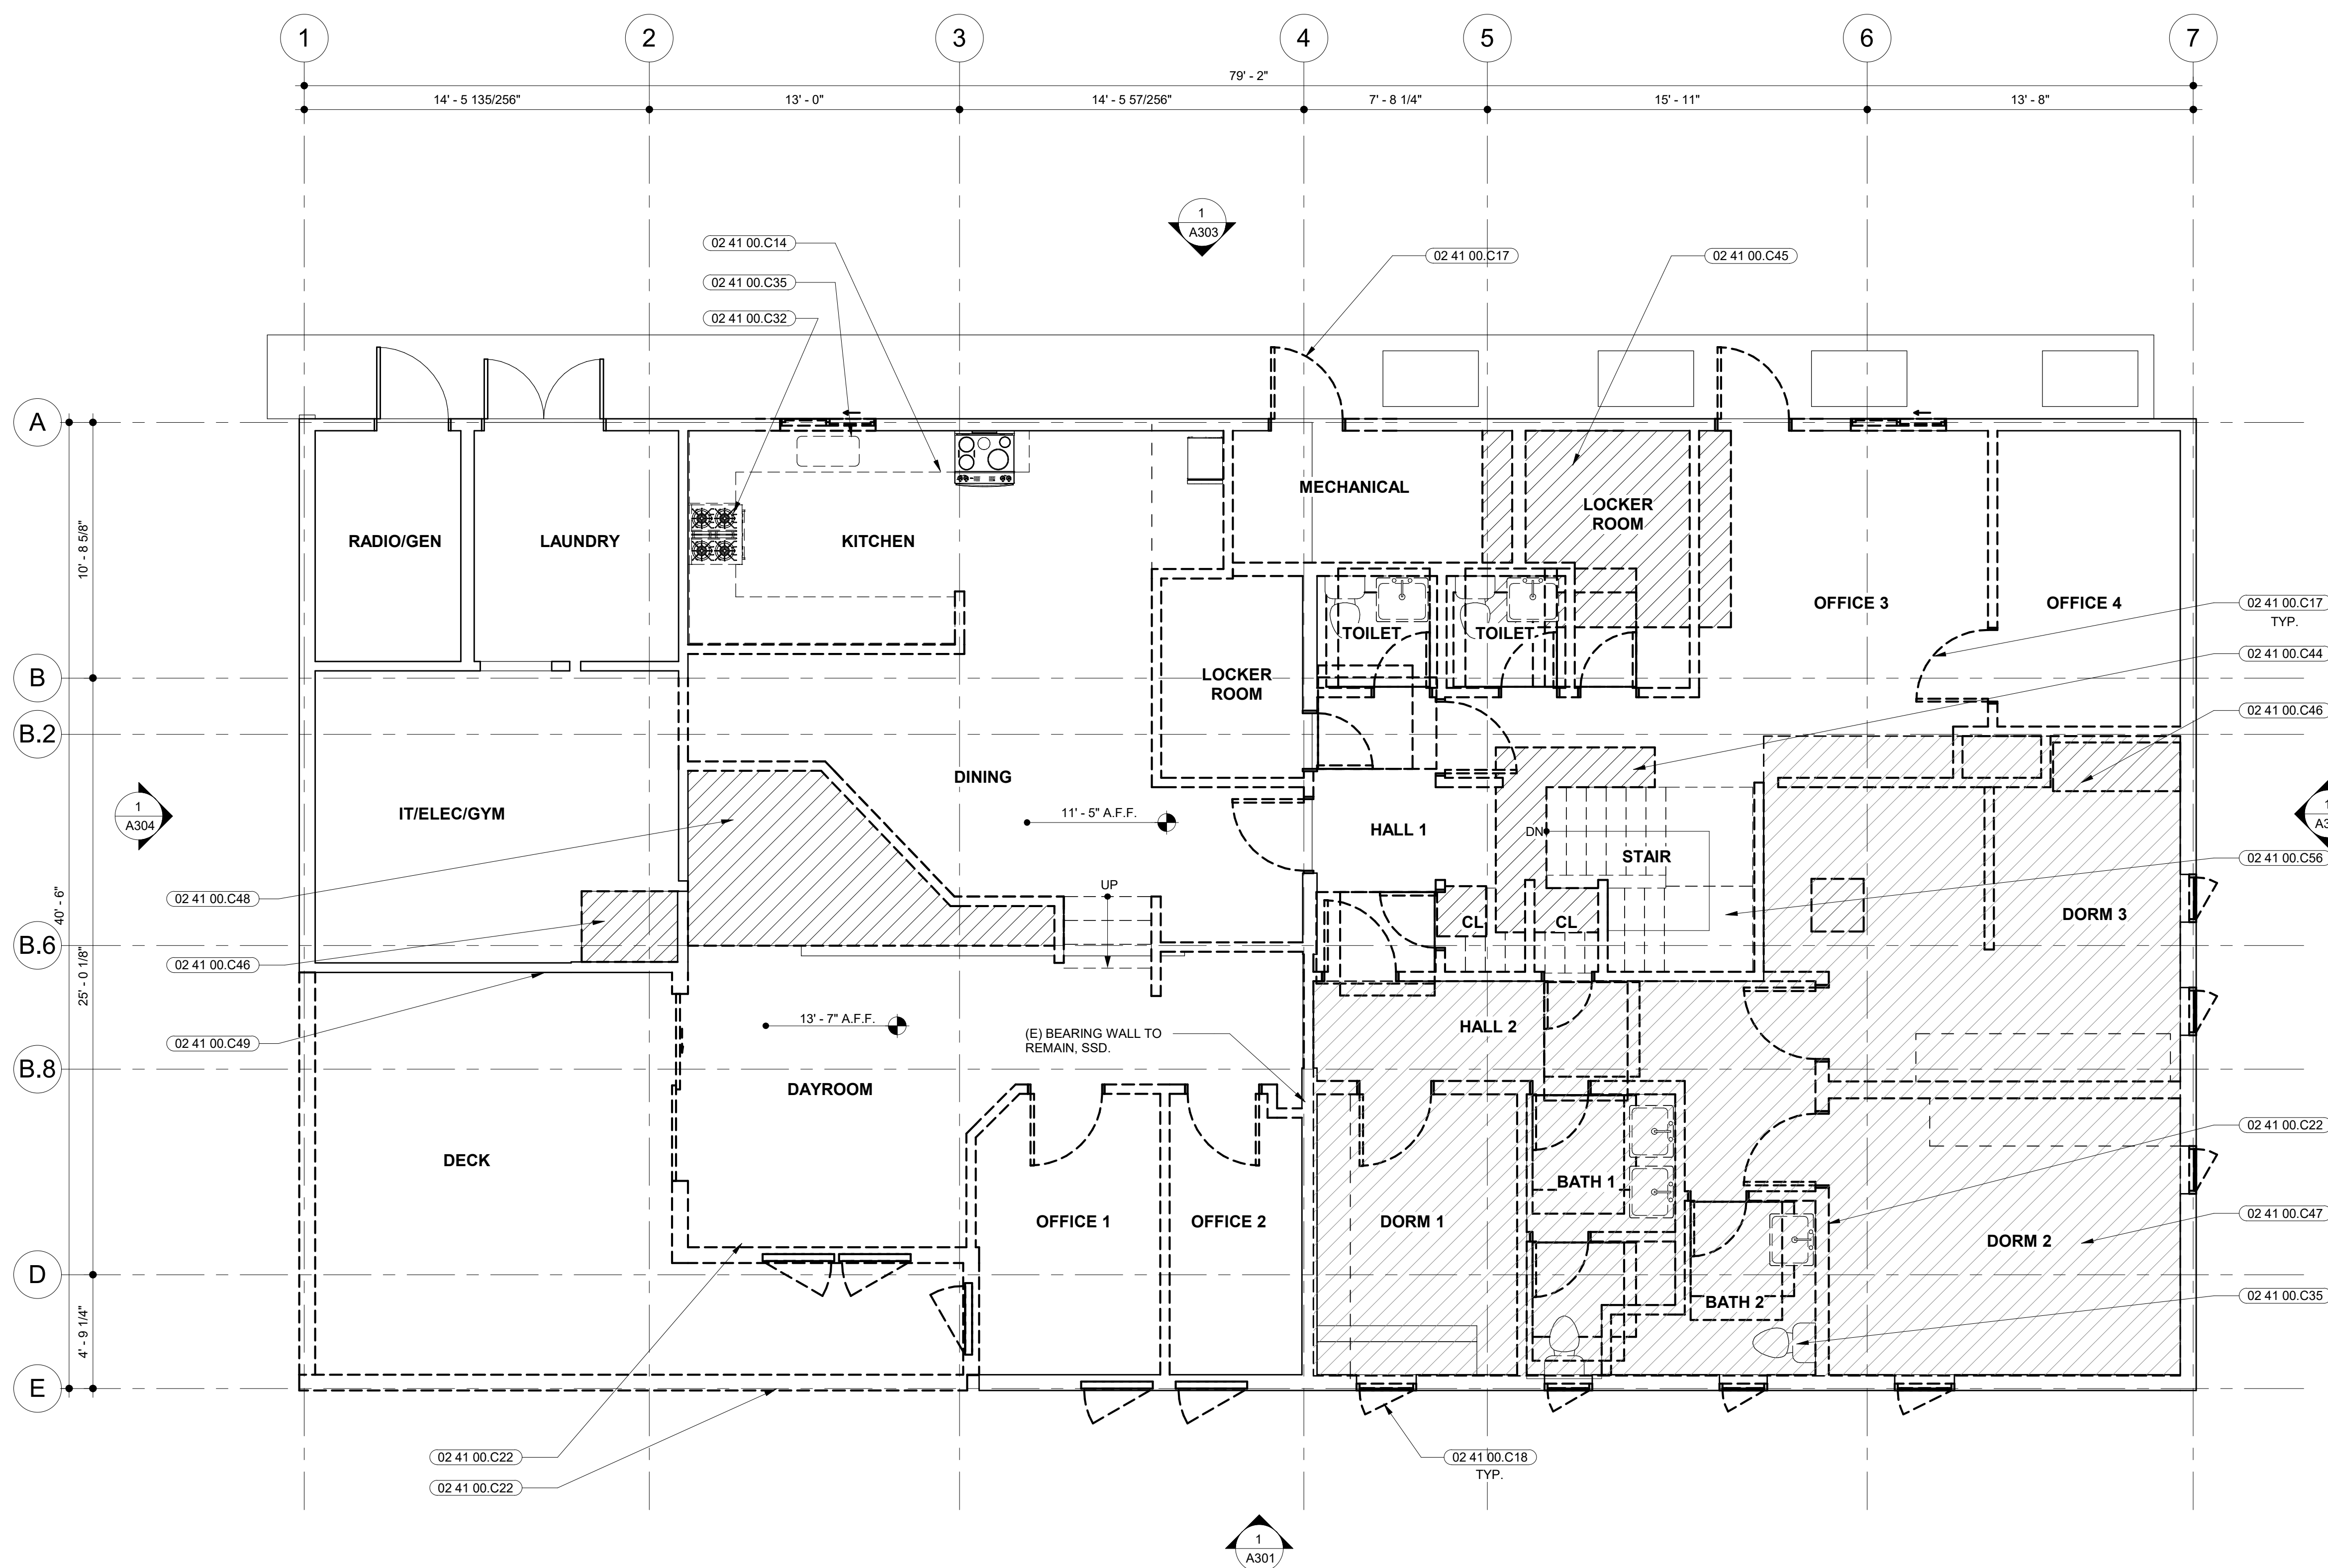 1
2
3
4
5
6
7
79' - 2"
14' - 5 135/256"
13' - 0"
14' - 5 57/256"
7' - 8 1/4"
15' - 11"
13' - 8"
1
A303
02 41 00.C14
02 41 00.C17
02 41 00.C45
02 41 00.C35
02 41 00.C32
A
MECHANICAL
LOCKER
ROOM
RADIO/GEN
LAUNDRY
KITCHEN
10' - 8 5/8"
OFFICE 3
OFFICE 4
02 41 00.C17
TYP.
TOILET
TOILET
02 41 00.C44
B
LOCKER
ROOM
02 41 00.C46
B.2
DINING
1
A304
IT/ELEC/GYM
11' - 5" A.F.F.
HALL 1
DN
STAIR
02 41 00.C56
UP
02 41 00.C48
40' - 6"
CL
CL
DORM 3
B.6
02 41 00.C46
25' - 0 1/8"
13' - 7" A.F.F.
(E) BEARING WALL TO
REMAIN, SSD.
HALL 2
02 41 00.C49
B.8
DAYROOM
02 41 00.C22
DECK
BATH 1
OFFICE 1
OFFICE 2
DORM 1
02 41 00.C47
DORM 2
D
BATH 2
02 41 00.C35
4' - 9 1/4"
E
02 41 00.C22
02 41 00.C18
TYP.
02 41 00.C22
1
A301